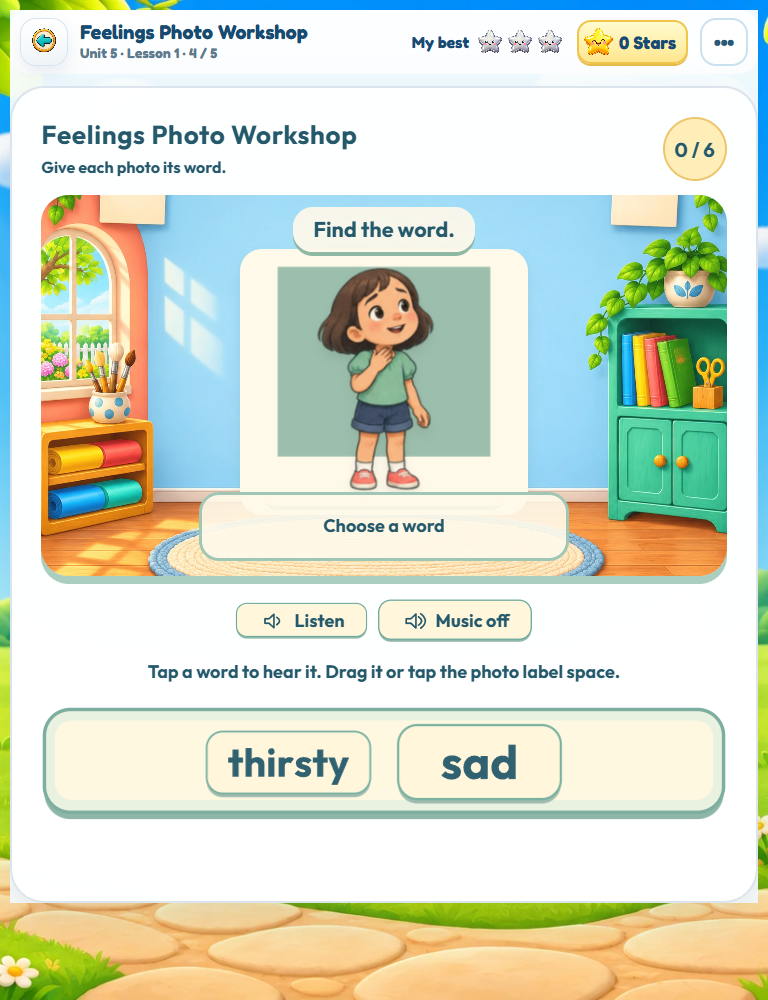 Feelings Photo Workshop
Unit 5 · Lesson 1 · 4 / 5
My best
0 Stars
Feelings Photo Workshop
Give each photo its word.
0 / 6
Find the word.
Choose a word
Listen
Music off
Tap a word to hear it. Drag it or tap the photo label space.
thirsty
sad